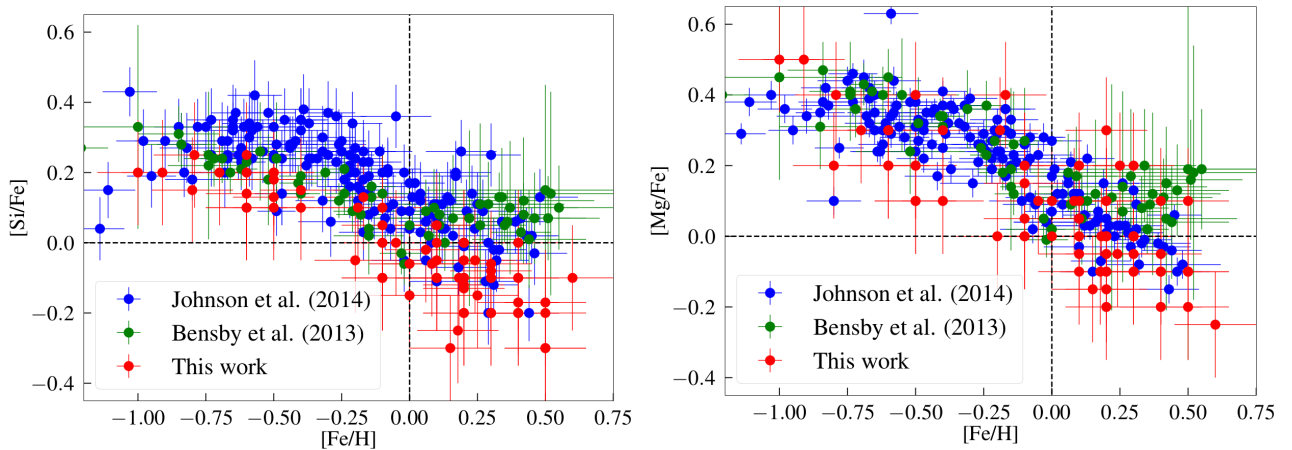 [Si/Fe]
0.6
0.4
0.2
0.0
−0.2
−0.4
Johnson et al. (2014)
Bensby et al. (2013)
This work
−1.00 −0.75 −0.50 −0.25 0.00 0.25 0.50 0.75
[Fe/H]
[Mg/Fe]
0.6
0.4
0.2
0.0
−0.2
−0.4
Johnson et al. (2014)
Bensby et al. (2013)
This work
−1.00 −0.75 −0.50 −0.25 0.00 0.25 0.50 0.75
[Fe/H]